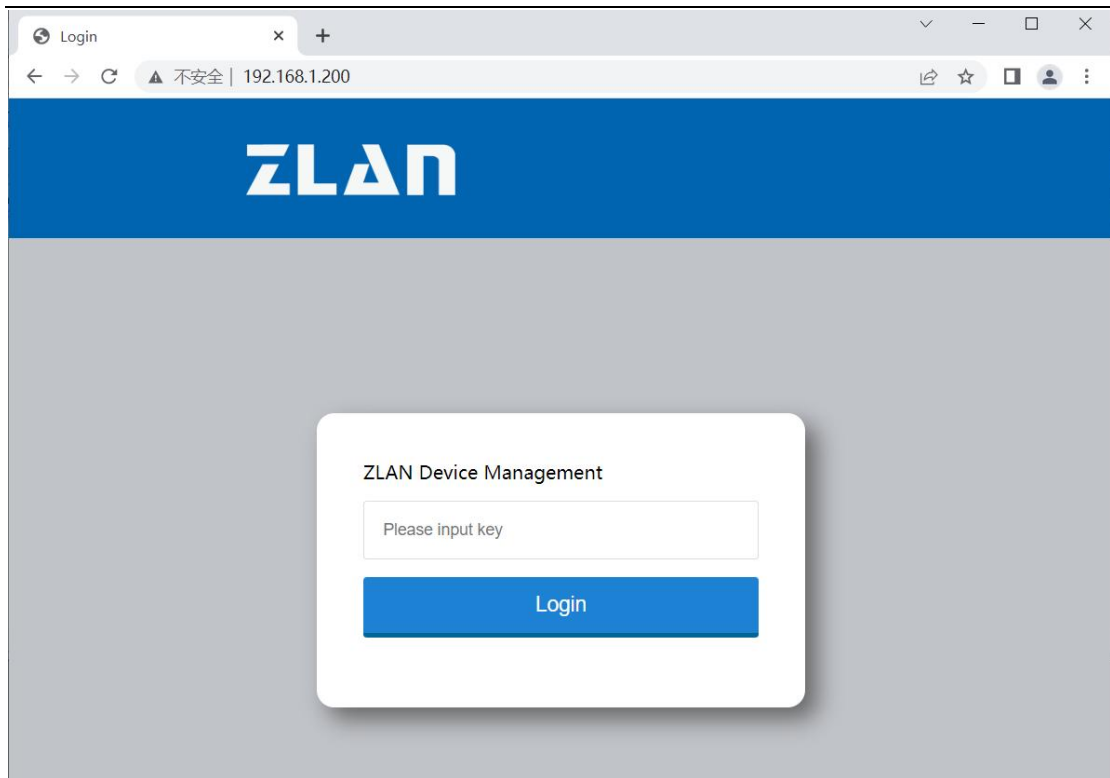 Login
不安全 | 192.168.1.200
ZLAN
ZLAN Device Management
Please input key
Login